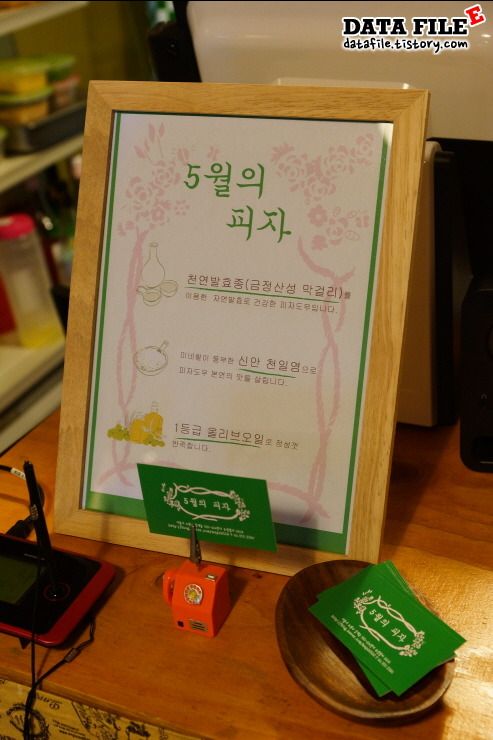 DATA FILE E
datafile.tistory.com
5월의
피자
천연발효종(금정산성 막걸리)를
이용한 자연발효로 건강한 피자도우입니다.
미네랄이 풍부한 신안 천일염으로
피자도우 본연의 맛을 살립니다.
1등급 올리브오일로 정성껏
반죽합니다.
5월의 피자
5월의 피자